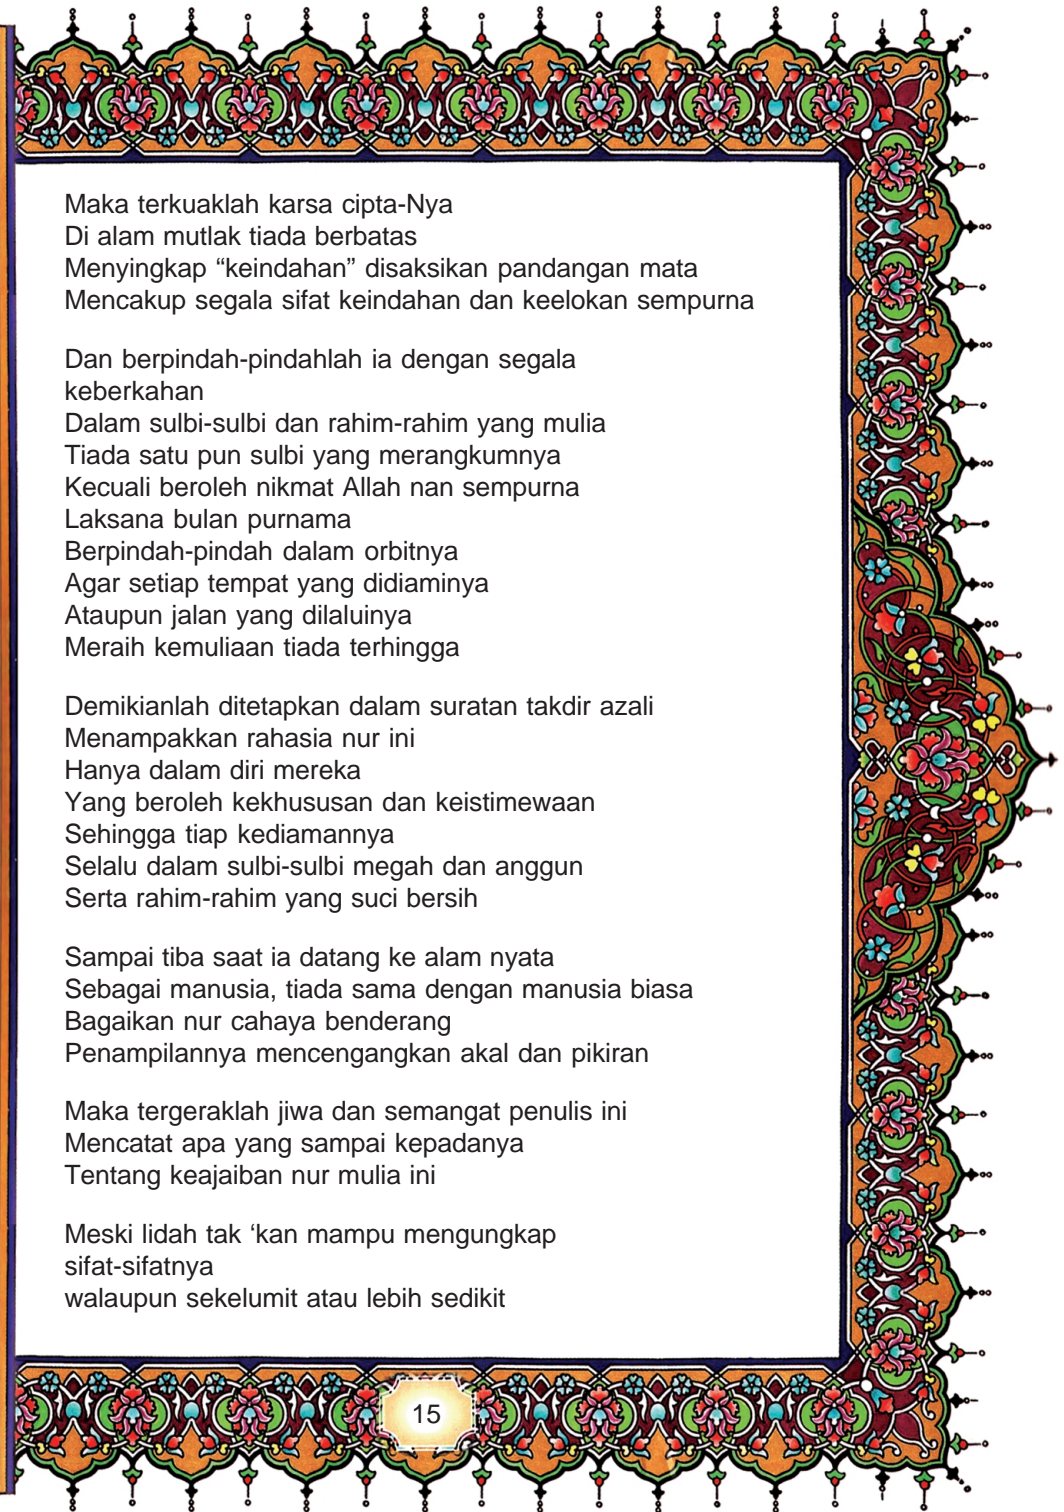 Maka terkuaklah karsa cipta-Nya
Di alam mutlak tiada berbatas
Menyingkap “keindahan” disaksikan pandangan mata
Mencakup segala sifat keindahan dan keelokan sempurna

Dan berpindah-pindahlah ia dengan segala
keberkahan
Dalam sulbi-sulbi dan rahim-rahim yang mulia
Tiada satu pun sulbi yang merangkumnya
Kecuali beroleh nikmat Allah nan sempurna
Laksana bulan purnama
Berpindah-pindah dalam orbitnya
Agar setiap tempat yang didiaminya
Ataupun jalan yang dilaluinya
Meraih kemuliaan tiada terhingga

Demikianlah ditetapkan dalam suratan takdir azali
Menampakkan rahasia nur ini
Hanya dalam diri mereka
Yang beroleh kekhususan dan keistimewaan
Sehingga tiap kediamannya
Selalu dalam sulbi-sulbi megah dan anggun
Serta rahim-rahim yang suci bersih

Sampai tiba saat ia datang ke alam nyata
Sebagai manusia, tiada sama dengan manusia biasa
Bagaikan nur cahaya benderang
Penampilannya mencengangkan akal dan pikiran

Maka tergeraklah jiwa dan semangat penulis ini
Mencatat apa yang sampai kepadanya
Tentang keajaiban nur mulia ini

Meski lidah tak ‘kan mampu mengungkap
sifat-sifatnya
walaupun sekelumit atau lebih sedikit

15